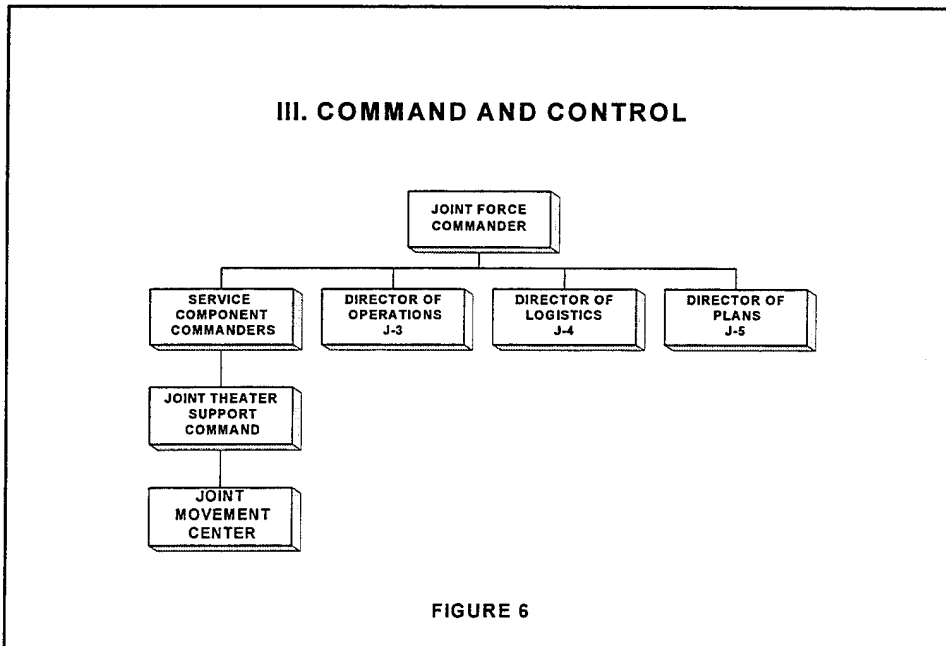 III. COMMAND AND CONTROL
JOINT FORCE
COMMANDER
SERVICE
COMPONENT
COMMANDERS
DIRECTOR OF
OPERATIONS
J-3
DIRECTOR OF
LOGISTICS
J-4
DIRECTOR OF
PLANS
J-5
JOINT THEATER
SUPPORT
COMMAND
JOINT
MOVEMENT
CENTER
FIGURE 6